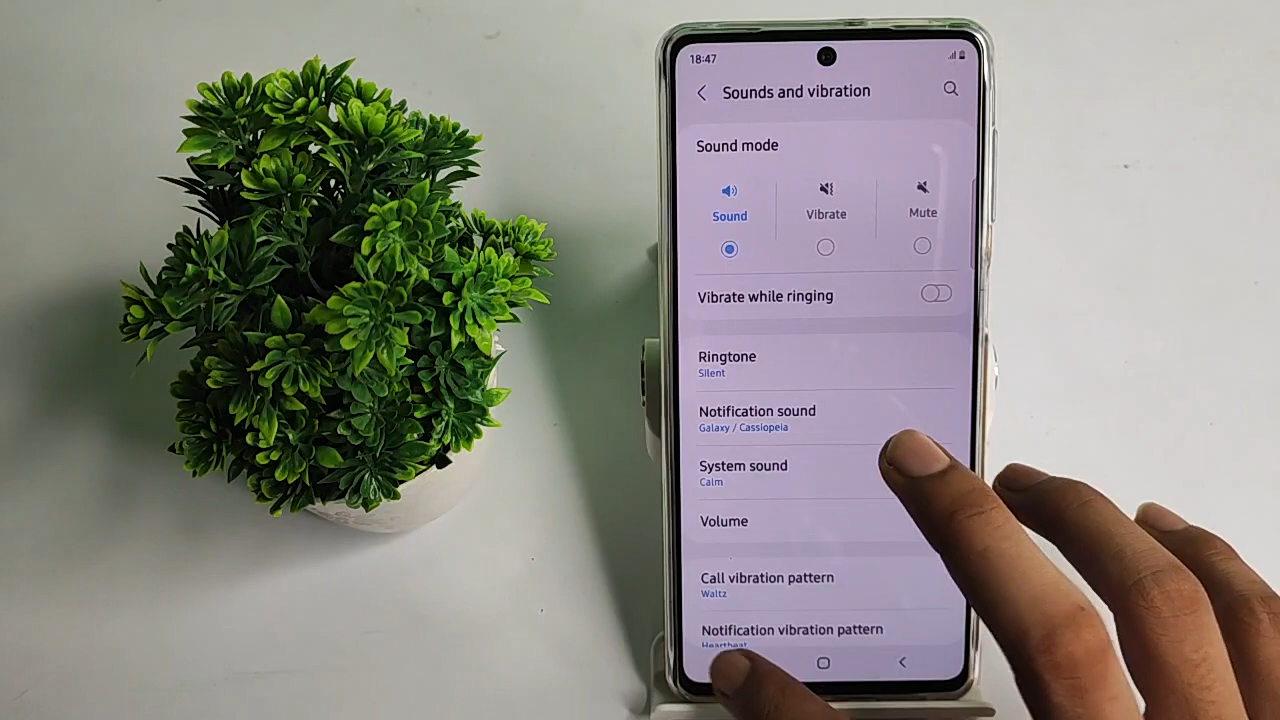 18:47
Sounds and vibration
Sound mode
Sound
Vibrate
Mute
Vibrate while ringing
Ringtone
Silent
Notification sound
Galaxy / Cassiopeia
System sound
Calm
Volume
Call vibration pattern
Waltz
Notification vibration pattern
Heartbeat